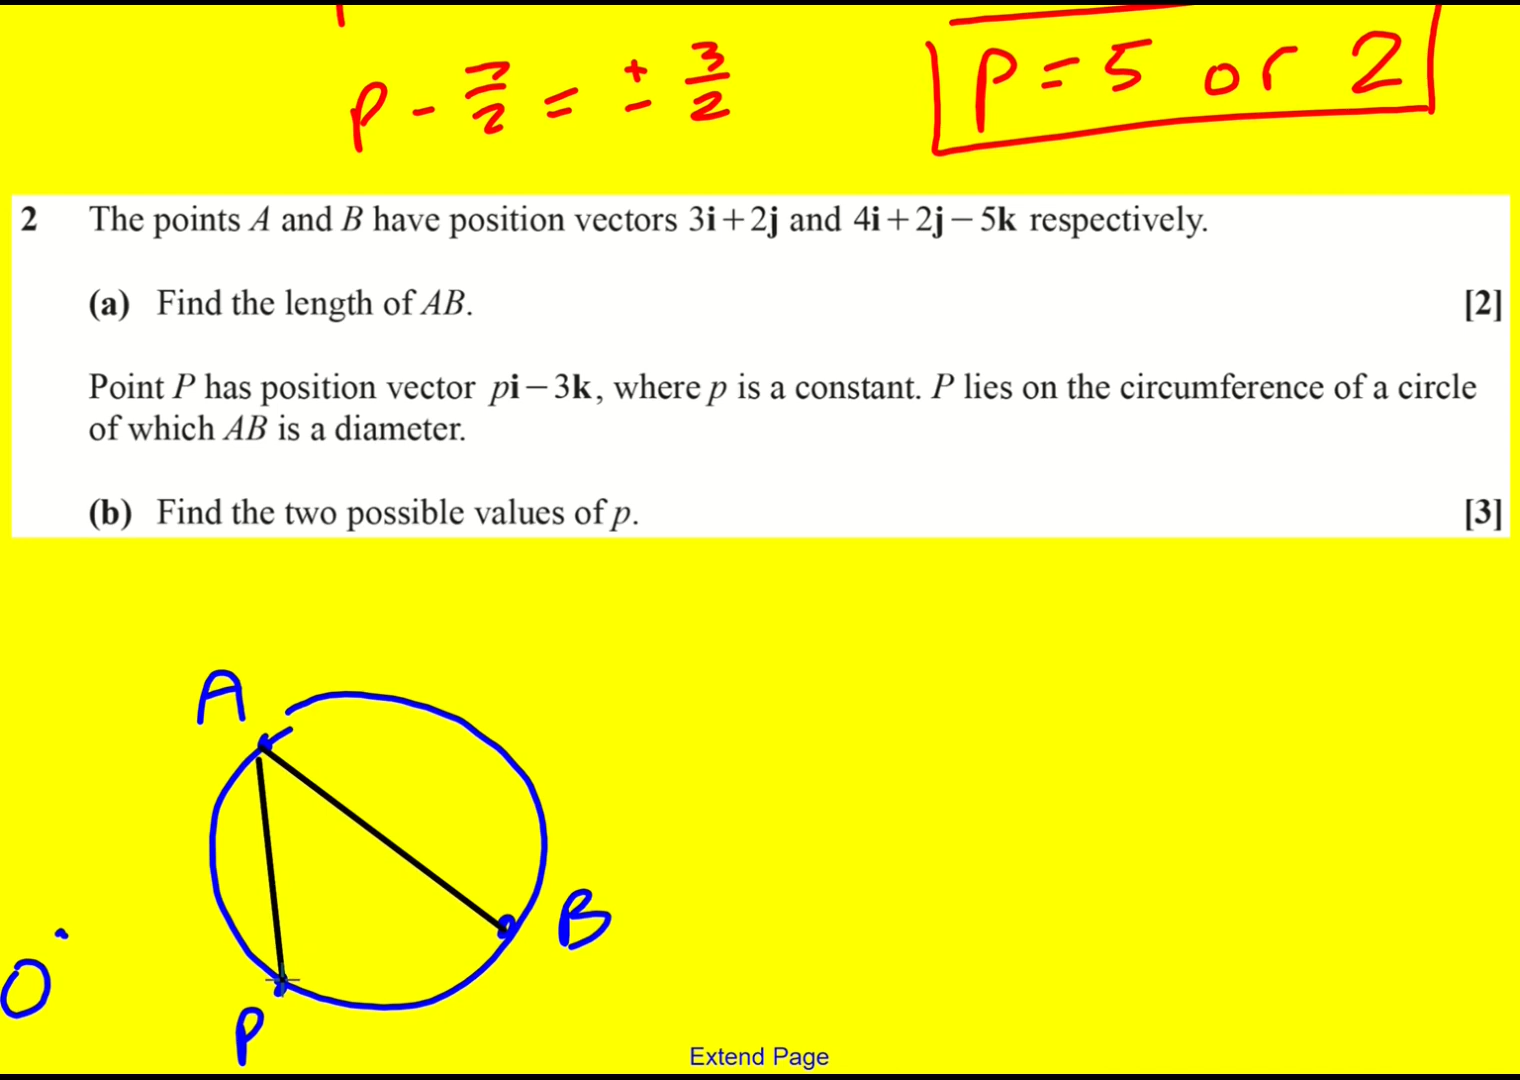 p - 7/2 = ± 3/2
p = 5 or 2
2 The points A and B have position vectors 3i + 2j and 4i + 2j − 5k respectively.
(a) Find the length of AB. [2]
Point P has position vector pi − 3k, where p is a constant. P lies on the circumference of a circle
of which AB is a diameter.
(b) Find the two possible values of p. [3]
A
B
O
P
Extend Page